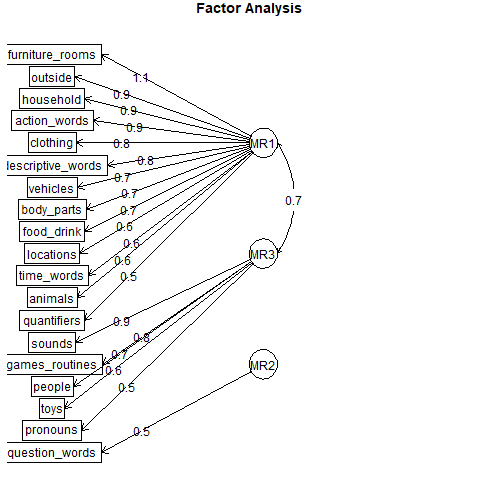 Factor Analysis
furniture_rooms
outside
household
action_words
clothing
descriptive_words
vehicles
body_parts
food_drink
locations
time_words
animals
quantifiers
sounds
games_routines
people
toys
pronouns
question_words
1.1
0.9
0.9
0.9
0.8
0.8
0.7
0.7
0.7
0.6
0.6
0.6
0.5
0.9
0.8
0.7
0.6
0.5
0.5
MR1
MR3
MR2
0.7